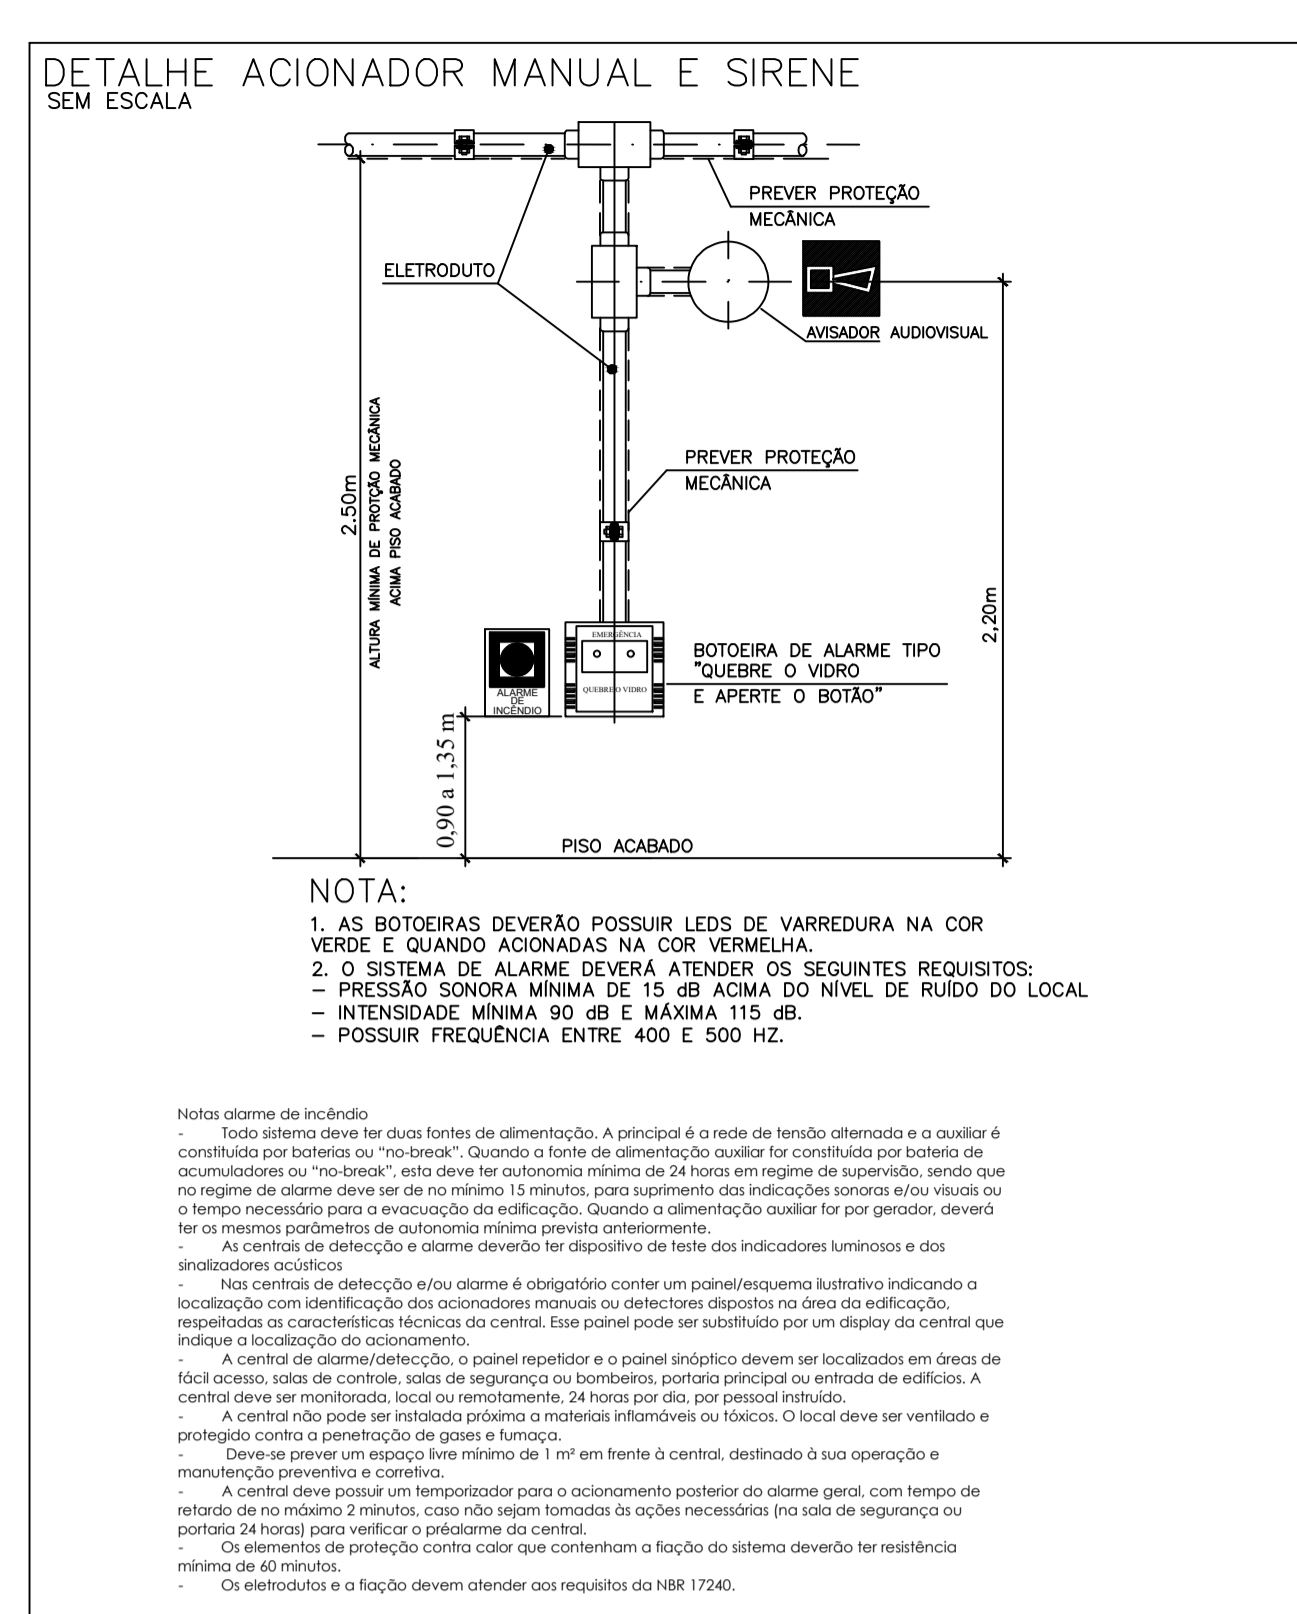 DETALHE ACIONADOR MANUAL E SIRENE
SEM ESCALA
PREVER PROTEÇÃO
MECÂNICA
ELETRODUTO
AVISADOR AUDIOVISUAL
2.50m
ALTURA MÍNIMA DE PROTÇÃO MECÂNICA
ACIMA PISO ACABADO
PREVER PROTEÇÃO
MECÂNICA
2,20m
EMERGÊNCIA
QUEBRE O VIDRO
ALARME
DE
INCÊNDIO
BOTOEIRA DE ALARME TIPO
"QUEBRE O VIDRO
E APERTE O BOTÃO"
0,90 a 1,35 m
PISO ACABADO
NOTA:
1. AS BOTOEIRAS DEVERÃO POSSUIR LEDS DE VARREDURA NA COR
VERDE E QUANDO ACIONADAS NA COR VERMELHA.
2. O SISTEMA DE ALARME DEVERÁ ATENDER OS SEGUINTES REQUISITOS:
– PRESSÃO SONORA MÍNIMA DE 15 dB ACIMA DO NÍVEL DE RUÍDO DO LOCAL
– INTENSIDADE MÍNIMA 90 dB E MÁXIMA 115 dB.
– POSSUIR FREQUÊNCIA ENTRE 400 E 500 HZ.
Notas alarme de incêndio
- Todo sistema deve ter duas fontes de alimentação. A principal é a rede de tensão alternada e a auxiliar é
constituída por baterias ou “no-break”. Quando a fonte de alimentação auxiliar for constituída por bateria de
acumuladores ou “no-break”, esta deve ter autonomia mínima de 24 horas em regime de supervisão, sendo que
no regime de alarme deve ser de no mínimo 15 minutos, para suprimento das indicações sonoras e/ou visuais ou
o tempo necessário para a evacuação da edificação. Quando a alimentação auxiliar for por gerador, deverá
ter os mesmos parâmetros de autonomia mínima prevista anteriormente.
- As centrais de detecção e alarme deverão ter dispositivo de teste dos indicadores luminosos e dos
sinalizadores acústicos
- Nas centrais de detecção e/ou alarme é obrigatório conter um painel/esquema ilustrativo indicando a
localização com identificação dos acionadores manuais ou detectores dispostos na área da edificação,
respeitadas as características técnicas da central. Esse painel pode ser substituído por um display da central que
indique a localização do acionamento.
- A central de alarme/detecção, o painel repetidor e o painel sinóptico devem ser localizados em áreas de
fácil acesso, salas de controle, salas de segurança ou bombeiros, portaria principal ou entrada de edifícios. A
central deve ser monitorada, local ou remotamente, 24 horas por dia, por pessoal instruído.
- A central não pode ser instalada próxima a materiais inflamáveis ou tóxicos. O local deve ser ventilado e
protegido contra a penetração de gases e fumaça.
- Deve-se prever um espaço livre mínimo de 1 m² em frente à central, destinado à sua operação e
manutenção preventiva e corretiva.
- A central deve possuir um temporizador para o acionamento posterior do alarme geral, com tempo de
retardo de no máximo 2 minutos, caso não sejam tomadas às ações necessárias (na sala de segurança ou
portaria 24 horas) para verificar o préalarme da central.
- Os elementos de proteção contra calor que contenham a fiação do sistema deverão ter resistência
mínima de 60 minutos.
- Os eletrodutos e a fiação devem atender aos requisitos da NBR 17240.